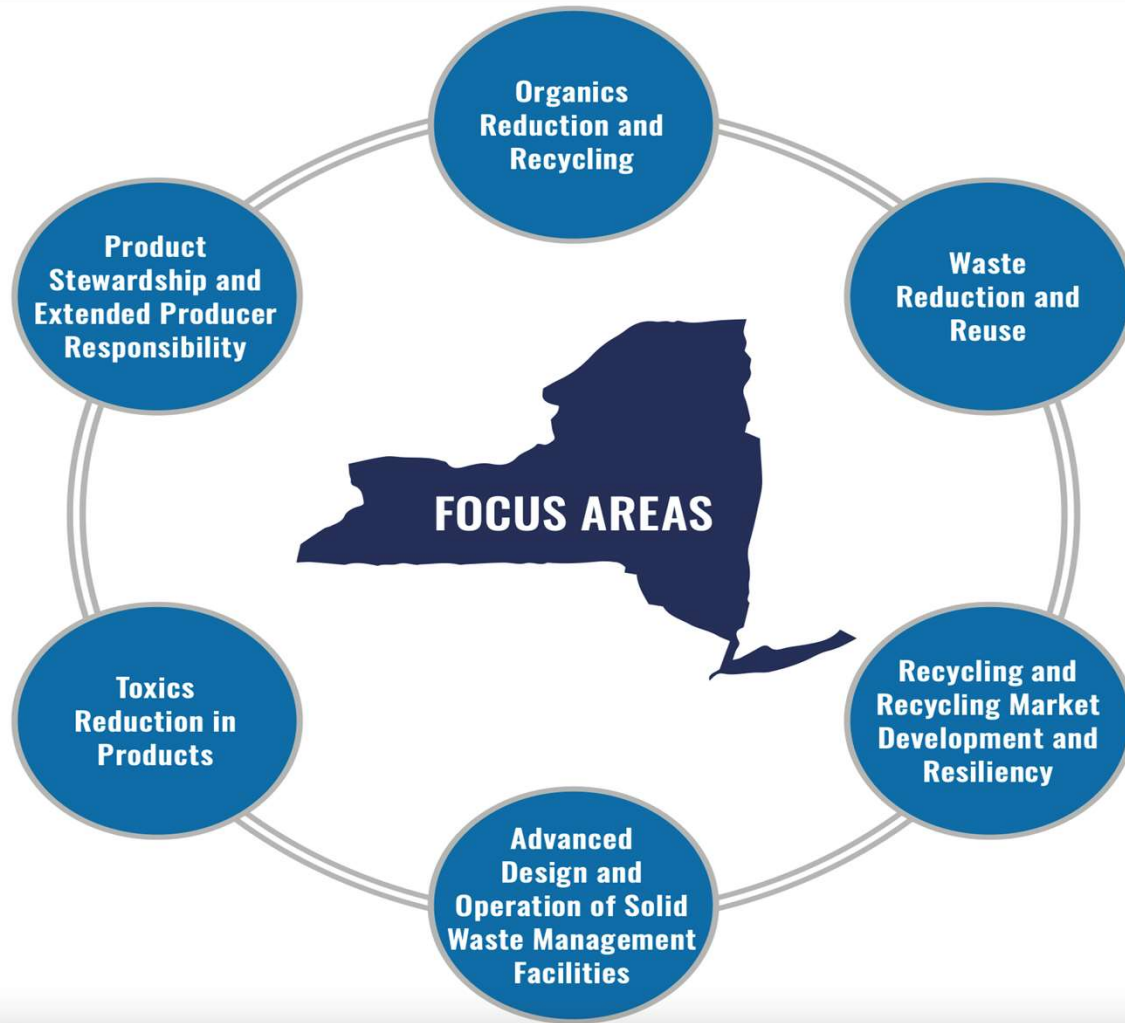 Organics
Reduction and
Recycling
Product
Stewardship and
Extended Producer
Responsibility
Waste
Reduction and
Reuse
FOCUS AREAS
Toxics
Reduction in
Products
Recycling and
Recycling Market
Development and
Resiliency
Advanced
Design and
Operation of Solid
Waste Management
Facilities